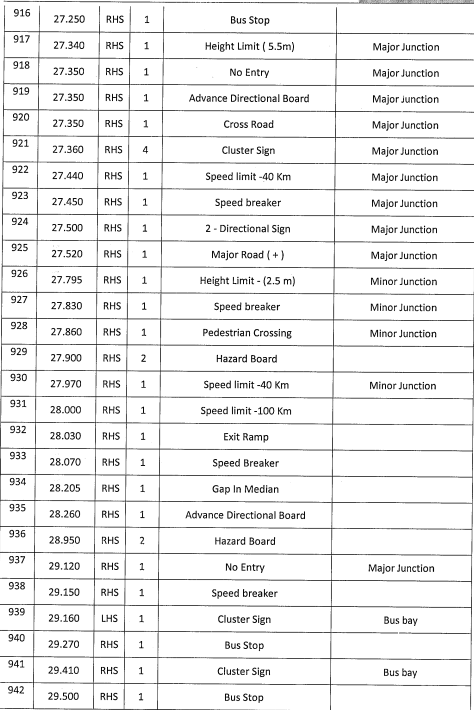 916 27.250 RHS 1 Bus Stop
917 27.340 RHS 1 Height Limit ( 5.5m) Major Junction
918 27.350 RHS 1 No Entry Major Junction
919 27.350 RHS 1 Advance Directional Board Major Junction
920 27.350 RHS 1 Cross Road Major Junction
921 27.360 RHS 4 Cluster Sign Major Junction
922 27.440 RHS 1 Speed limit -40 Km Major Junction
923 27.450 RHS 1 Speed breaker Major Junction
924 27.500 RHS 1 2 - Directional Sign Major Junction
925 27.520 RHS 1 Major Road ( + ) Major Junction
926 27.795 RHS 1 Height Limit - (2.5 m) Minor Junction
927 27.830 RHS 1 Speed breaker Minor Junction
928 27.860 RHS 1 Pedestrian Crossing Minor Junction
929 27.900 RHS 2 Hazard Board
930 27.970 RHS 1 Speed limit -40 Km Minor Junction
931 28.000 RHS 1 Speed limit -100 Km
932 28.030 RHS 1 Exit Ramp
933 28.070 RHS 1 Speed Breaker
934 28.205 RHS 1 Gap In Median
935 28.260 RHS 1 Advance Directional Board
936 28.950 RHS 2 Hazard Board
937 29.120 RHS 1 No Entry Major Junction
938 29.150 RHS 1 Speed breaker
939 29.160 LHS 1 Cluster Sign Bus bay
940 29.270 RHS 1 Bus Stop
941 29.410 RHS 1 Cluster Sign Bus bay
942 29.500 RHS 1 Bus Stop